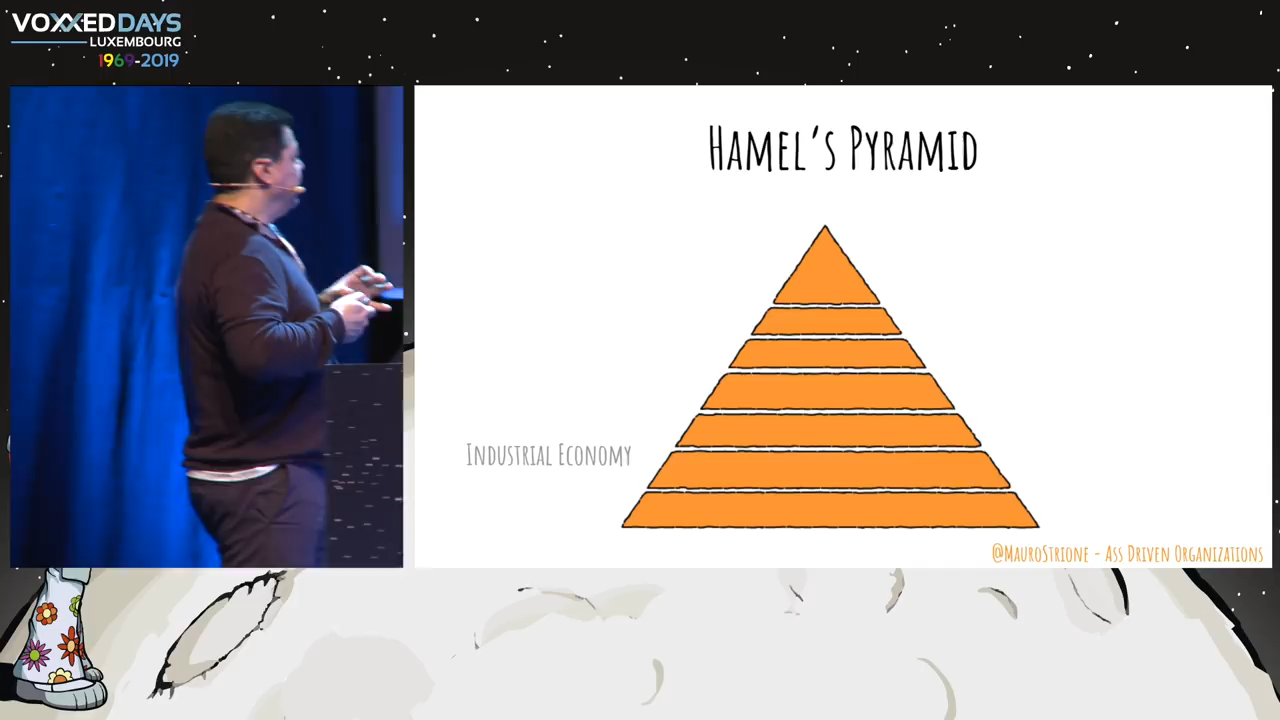 VOXXEDDAYS
LUXEMBOURG
1969-2019
HAMEL'S PYRAMID
INDUSTRIAL ECONOMY
@MAUROSTRIONE - ASS DRIVEN ORGANIZATIONS